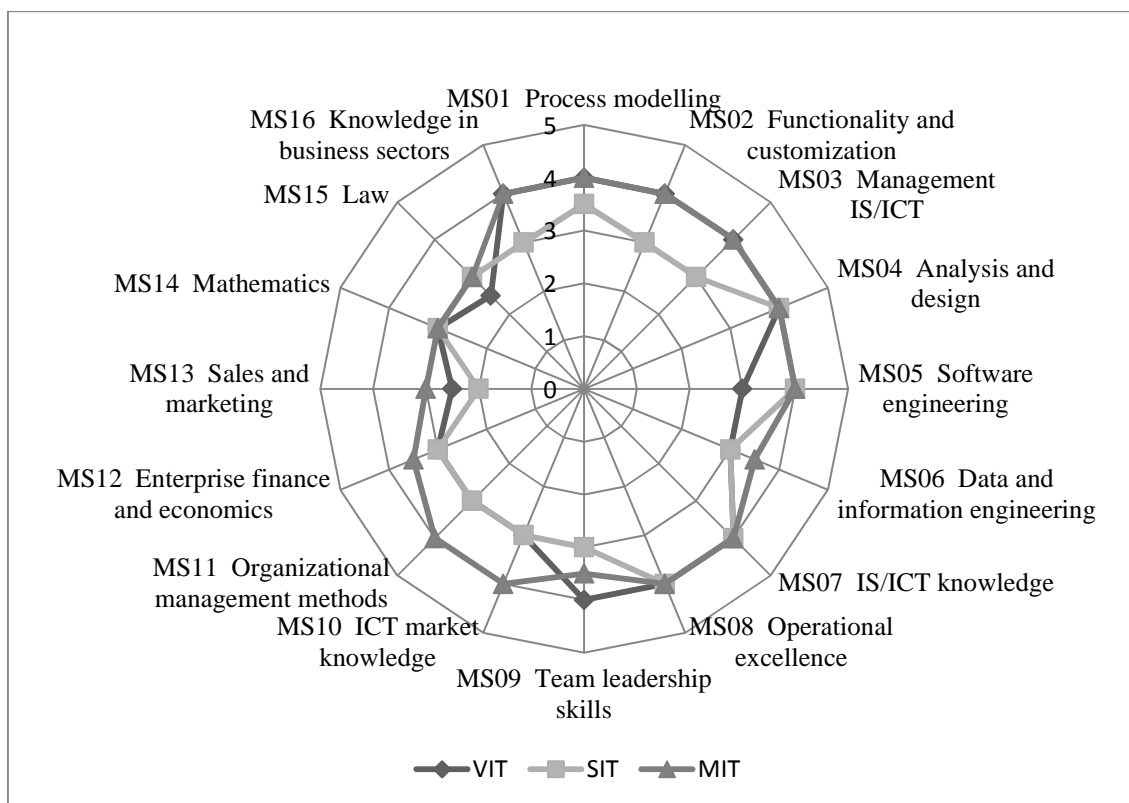 MS01  Process modelling
MS02  Functionality and
customization
MS03  Management
IS/ICT
MS04  Analysis and
design
MS05  Software
engineering
MS06  Data and
information engineering
MS07  IS/ICT knowledge
MS08  Operational
excellence
MS09  Team leadership
skills
MS10  ICT market
knowledge
MS11  Organizational
management methods
MS12  Enterprise finance
and economics
MS13  Sales and
marketing
MS14  Mathematics
MS15  Law
MS16  Knowledge in
business sectors
5
4
3
2
1
0
VIT
SIT
MIT